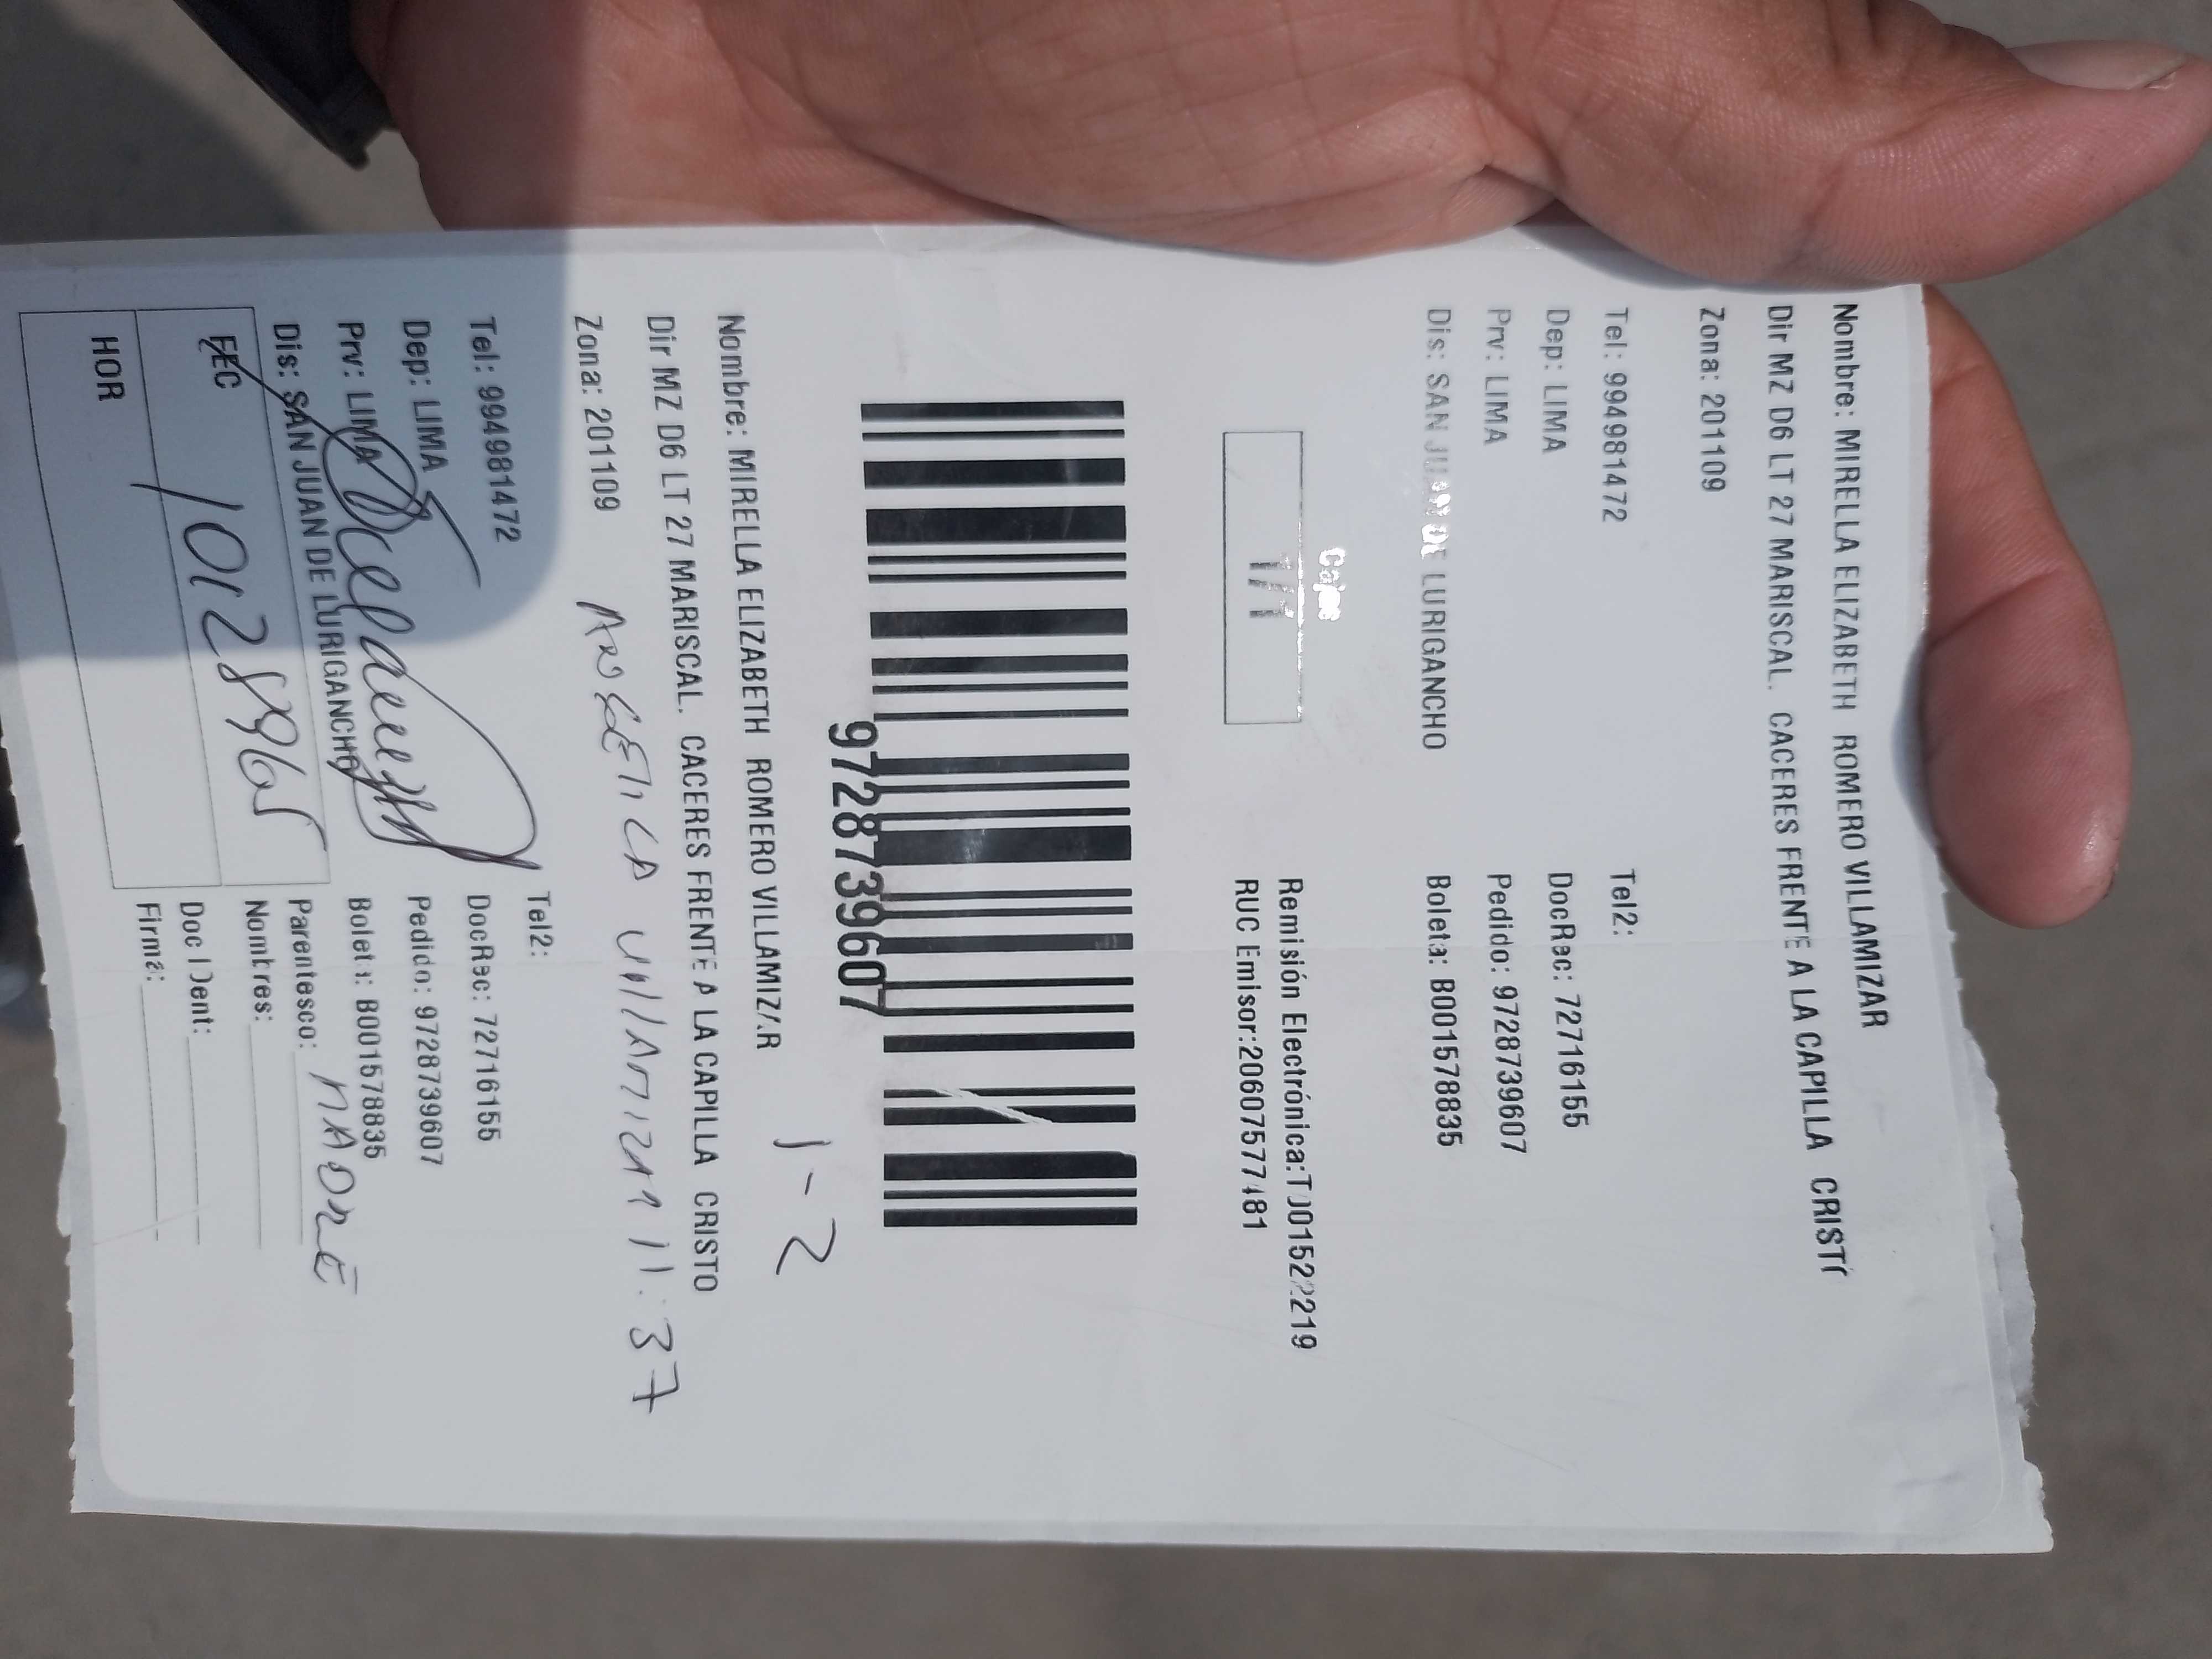 Nombre: MIRELLA ELIZABETH ROMERO VILLAMIZAR
Dir MZ D6 LT 27 MARISCAL. CACERES FRENTE A LA CAPILLA CRISTO
Zona: 201109
Tel: 994981472 Tel2:
Dep: LIMA DocRec: 72716155
Prv: LIMA Pedido: 9728739607
Dis: SAN JUAN DE LURIGANCHO Boleta: B001578835
Cajas
1/1
Remisión Electrónica:T001522219
RUC Emisor:20607577481
9728739607
1-2
Nombre: MIRELLA ELIZABETH ROMERO VILLAMIZAR
Dir MZ D6 LT 27 MARISCAL. CACERES FRENTE A LA CAPILLA CRISTO
Zona: 201109
VILLAMIZAR 11:37
Tel: 994981472 Tel2:
Dep: LIMA DocRec: 72716155
Prv: LIMA Pedido: 9728739607
Dis: SAN JUAN DE LURIGANCHO Boleta: B001578835
Parentesco: MADRE
FEC 10128965 Nombres:
Doc IDent:
HOR Firma: